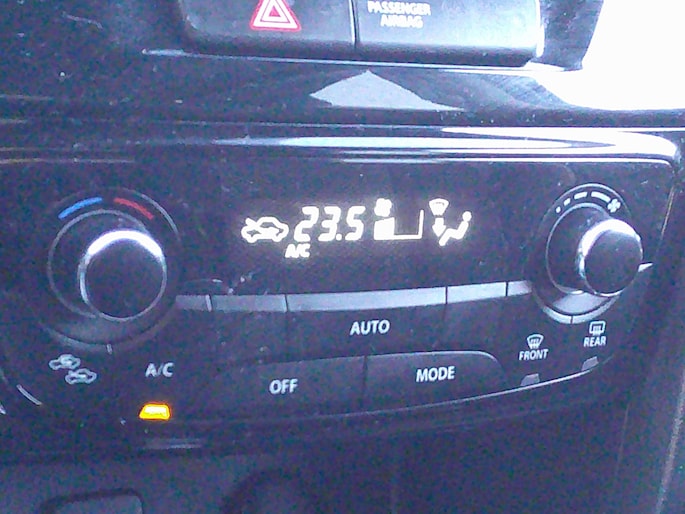 PASSENGER
AIRBAG
23.5
A/C
AUTO
A/C
OFF
MODE
FRONT
REAR